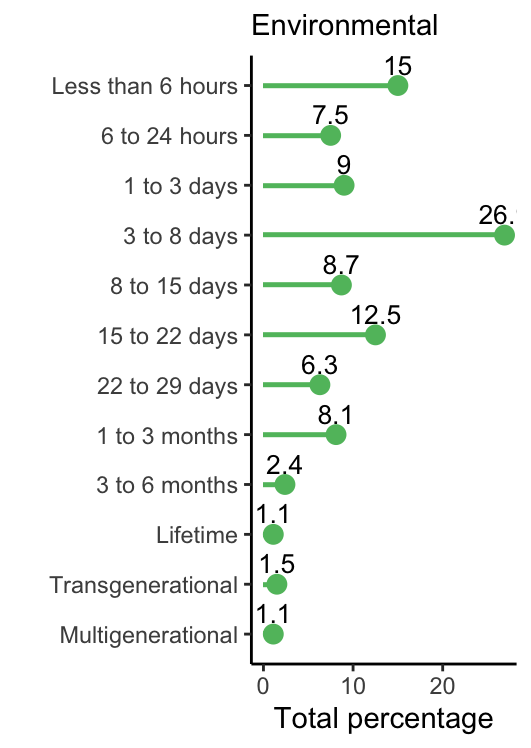 Environmental
Less than 6 hours
15
6 to 24 hours
7.5
1 to 3 days
9
3 to 8 days
26.
8 to 15 days
8.7
15 to 22 days
12.5
22 to 29 days
6.3
1 to 3 months
8.1
3 to 6 months
2.4
Lifetime
1.1
Transgenerational
1.5
Multigenerational
1.1
0 10 20
Total percentage